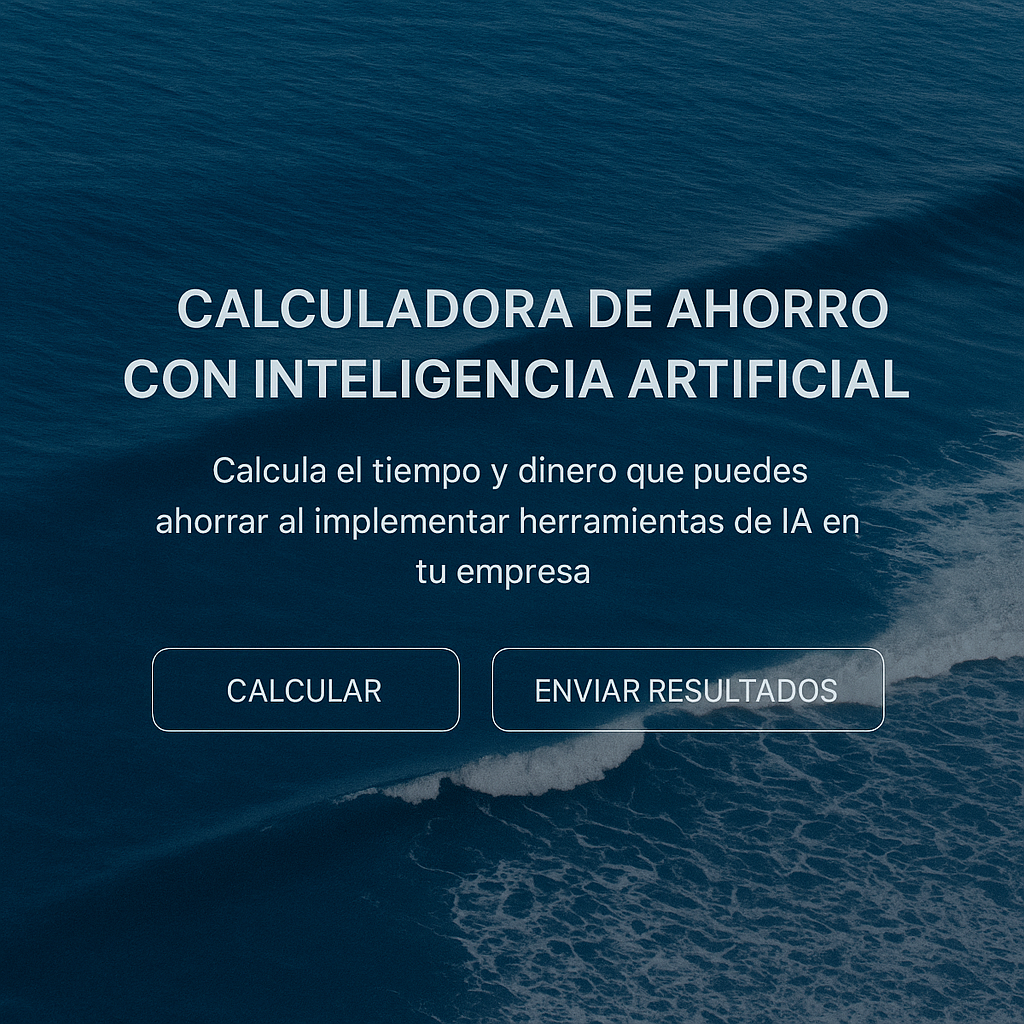 CALCULADORA DE AHORRO
CON INTELIGENCIA ARTIFICIAL
Calcula el tiempo y dinero que puedes
ahorrar al implementar herramientas de IA en
tu empresa
CALCULAR
ENVIAR RESULTADOS